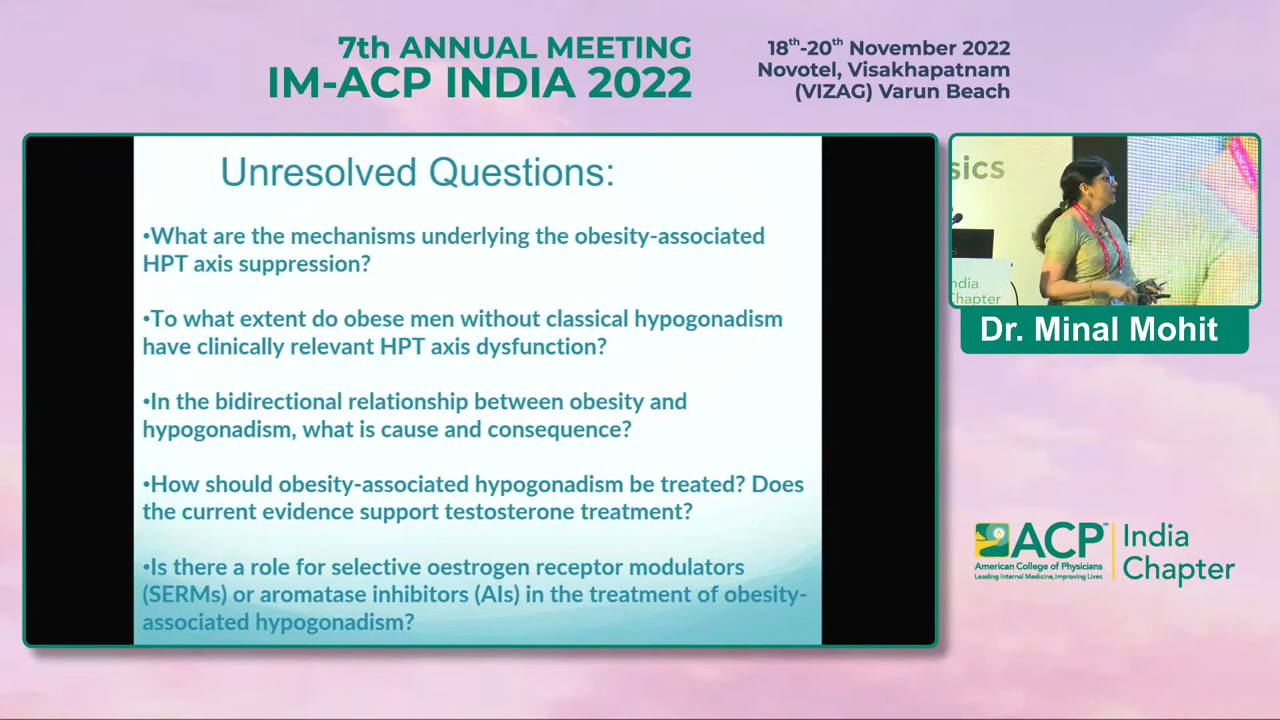 7th ANNUAL MEETING
IM-ACP INDIA 2022
18th-20th November 2022
Novotel, Visakhapatnam
(VIZAG) Varun Beach
Unresolved Questions:
•What are the mechanisms underlying the obesity-associated
HPT axis suppression?
•To what extent do obese men without classical hypogonadism
have clinically relevant HPT axis dysfunction?
•In the bidirectional relationship between obesity and
hypogonadism, what is cause and consequence?
•How should obesity-associated hypogonadism be treated? Does
the current evidence support testosterone treatment?
•Is there a role for selective oestrogen receptor modulators
(SERMs) or aromatase inhibitors (AIs) in the treatment of obesity-
associated hypogonadism?
sics
ndia
Chapter
Dr. Minal Mohit
ACP™
American College of Physicians
Leading Internal Medicine, Improving Lives
India
Chapter